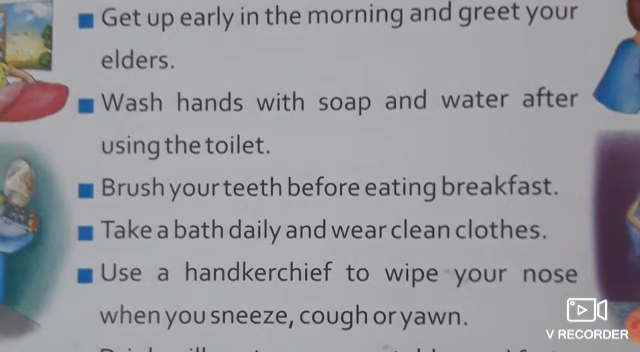 Get up early in the morning and greet your
elders.
Wash hands with soap and water after
using the toilet.
Brush your teeth before eating breakfast.
Take a bath daily and wear clean clothes.
Use a handkerchief to wipe your nose
when you sneeze, cough or yawn.
V RECORDER